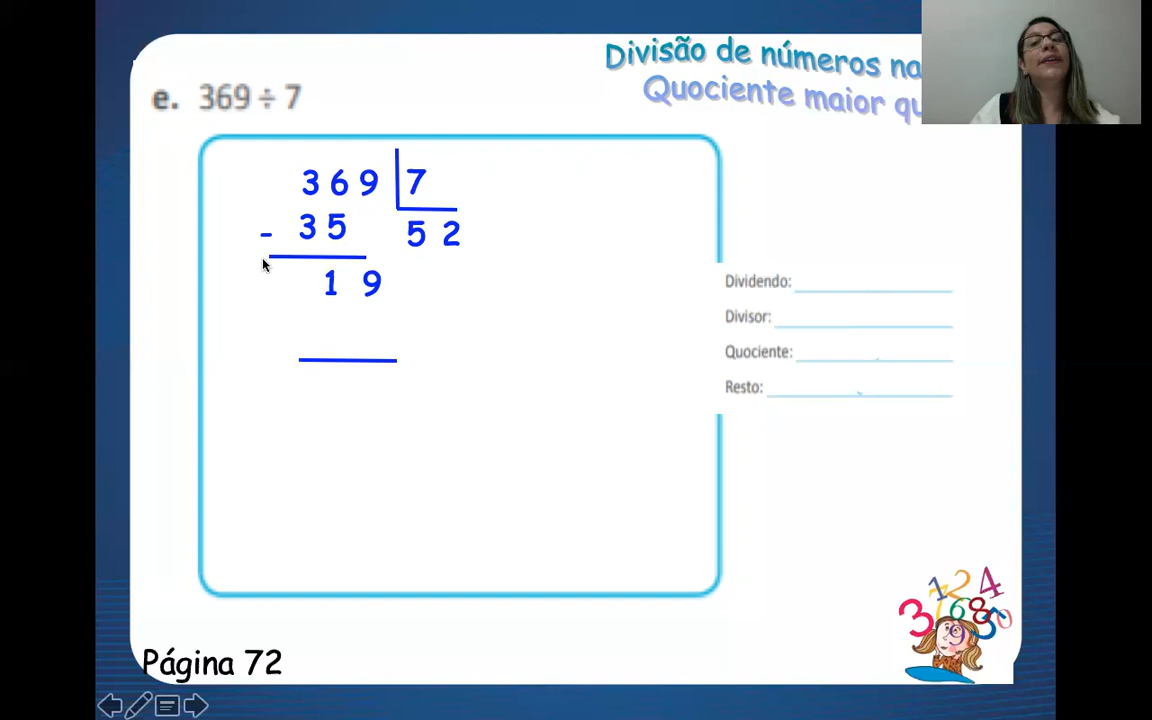 Divisão de números na
Quociente maior qu
e. 369 ÷ 7
369 7
- 35 52
19
Dividendo:
Divisor:
Quociente:
Resto:
Página 72